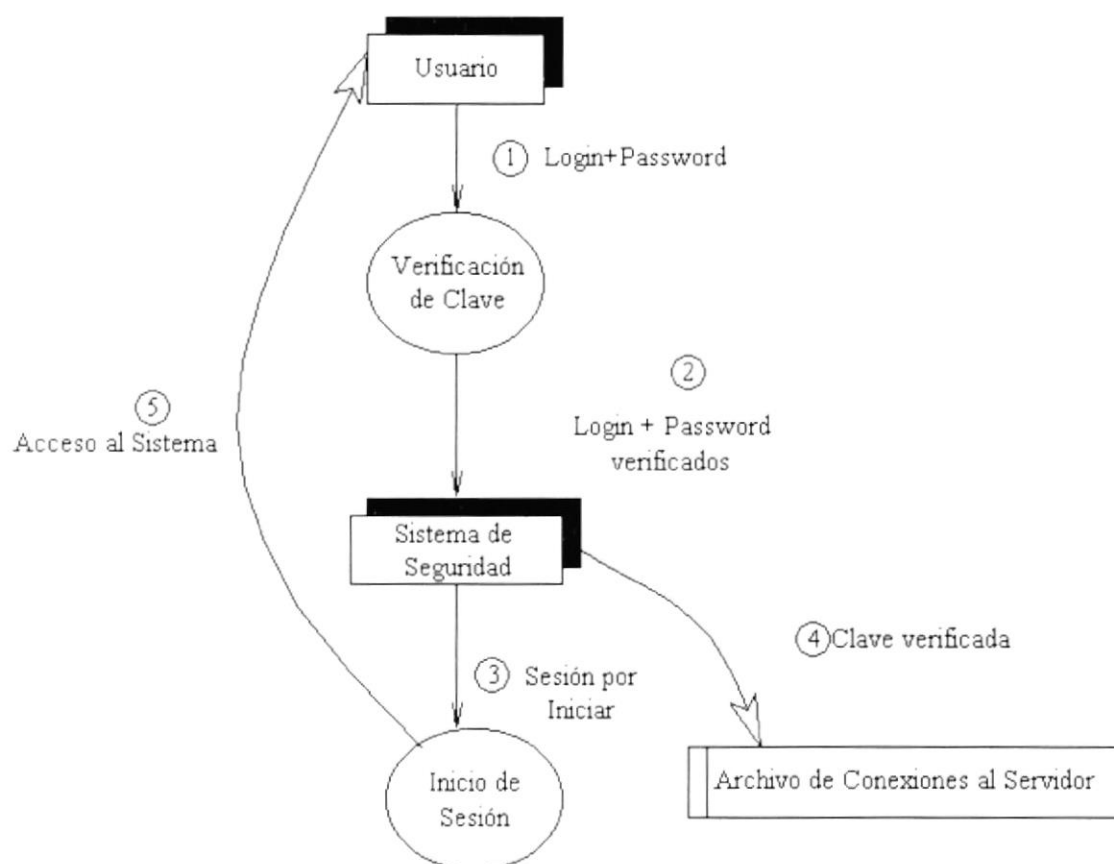 Usuario
1 Login+Password
Verificación
de Clave
2
Login + Password
verificados
5
Acceso al Sistema
Sistema de
Seguridad
4 Clave verificada
3 Sesión por
Iniciar
Inicio de
Sesión
Archivo de Conexiones al Servidor